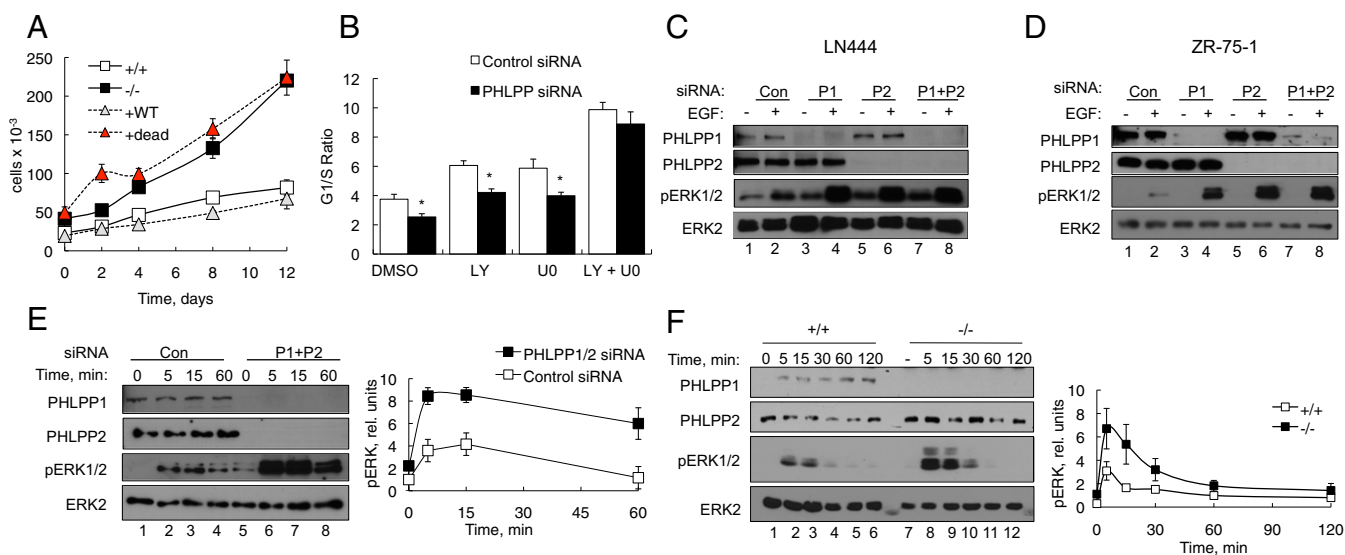 A
250
200
150
100
50
0
cells x 10-3
0 2 4 6 8 10 12
Time, days
+/+
-/-
+WT
+dead
B
12
10
8
6
4
2
0
G1/S Ratio
Control siRNA
PHLPP siRNA
* * *
DMSO LY U0 LY + U0
C
LN444
siRNA: Con P1 P2 P1+P2
EGF: - + - + - + - +
PHLPP1
PHLPP2
pERK1/2
ERK2
1 2 3 4 5 6 7 8
D
ZR-75-1
siRNA: Con P1 P2 P1+P2
EGF: - + - + - + - +
PHLPP1
PHLPP2
pERK1/2
ERK2
1 2 3 4 5 6 7 8
E
siRNA Con P1+P2
Time, min: 0 5 15 60 0 5 15 60
PHLPP1
PHLPP2
pERK1/2
ERK2
1 2 3 4 5 6 7 8
PHLPP1/2 siRNA
Control siRNA
10
8
6
4
2
0
pERK, rel. units
0 15 30 45 60
Time, min
F
+/+ -/-
Time, min: 0 5 15 30 60 120 - 5 15 30 60 120
PHLPP1
PHLPP2
pERK1/2
ERK2
1 2 3 4 5 6 7 8 9 10 11 12
+/+
-/-
10
8
6
4
2
0
pERK, rel. units
0 30 60 90 120
Time, min